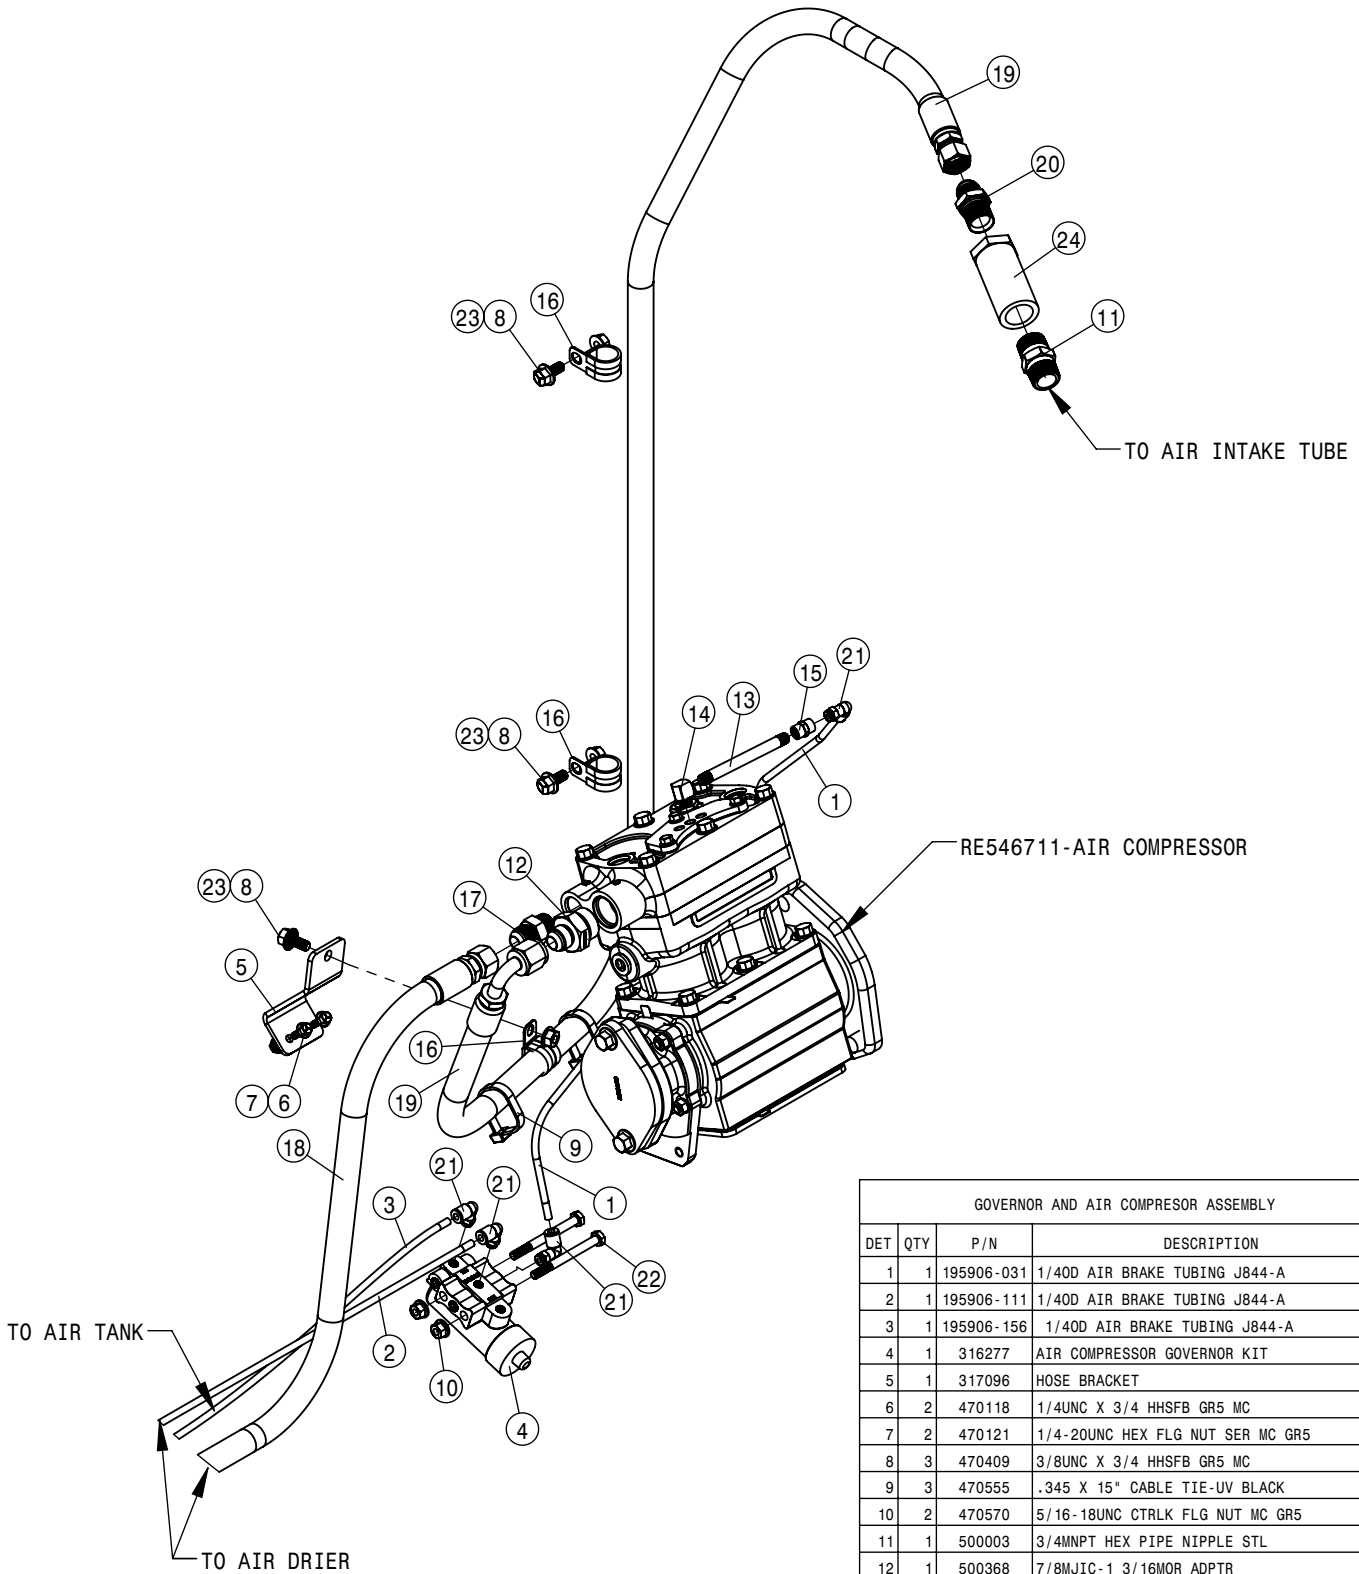 19
20
24
11
16
23 8
TO AIR INTAKE TUBE
21
15
13
14
16
23 8
1
RE546711-AIR COMPRESSOR
12
17
23 8
5
16
7 6
19
9
18
21
21
3
1
22
21
TO AIR TANK
2
10
4
TO AIR DRIER
GOVERNOR AND AIR COMPRESOR ASSEMBLY
DET QTY P/N DESCRIPTION
1 1 195906-031 1/4OD AIR BRAKE TUBING J844-A
2 1 195906-111 1/4OD AIR BRAKE TUBING J844-A
3 1 195906-156 1/4OD AIR BRAKE TUBING J844-A
4 1 316277 AIR COMPRESSOR GOVERNOR KIT
5 1 317096 HOSE BRACKET
6 2 470118 1/4UNC X 3/4 HHSFB GR5 MC
7 2 470121 1/4-20UNC HEX FLG NUT SER MC GR5
8 3 470409 3/8UNC X 3/4 HHSFB GR5 MC
9 3 470555 .345 X 15" CABLE TIE-UV BLACK
10 2 470570 5/16-18UNC CTRLK FLG NUT MC GR5
11 1 500003 3/4MNPT HEX PIPE NIPPLE STL
12 1 500368 7/8MJIC-1 3/16MOR ADPTR